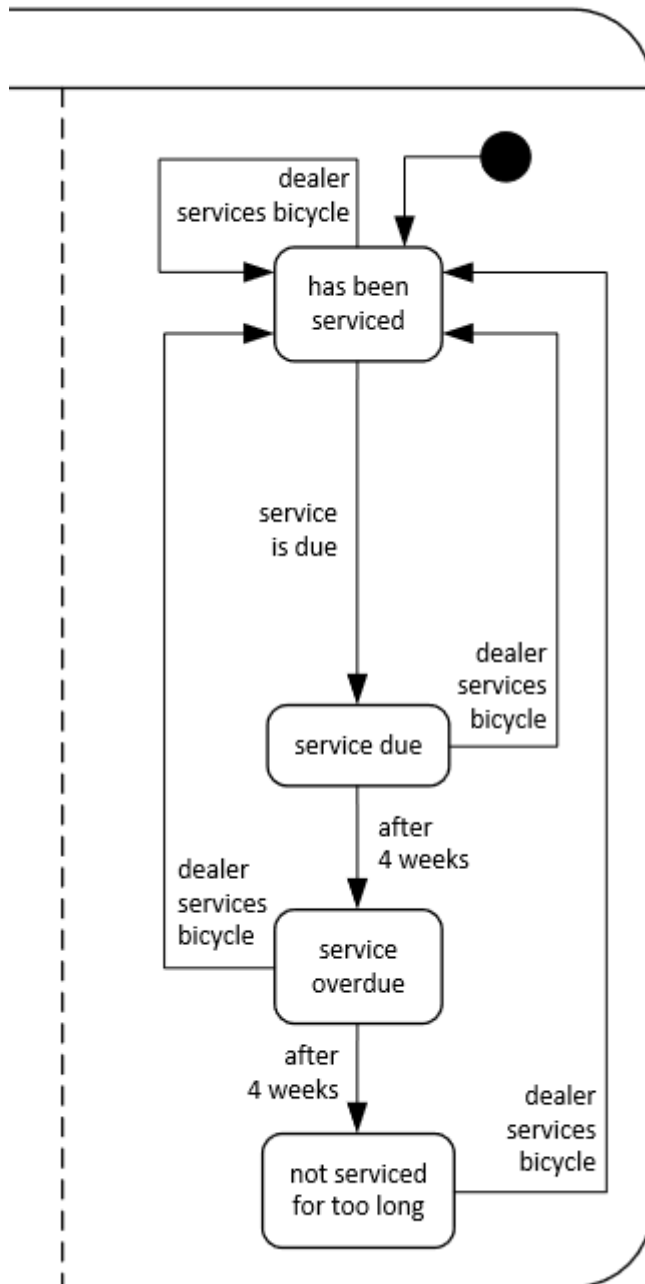 dealer
services bicycle
has been
serviced
service
is due
dealer
services
bicycle
service due
after
4 weeks
dealer
services
bicycle
service
overdue
after
4 weeks
dealer
services
bicycle
not serviced
for too long